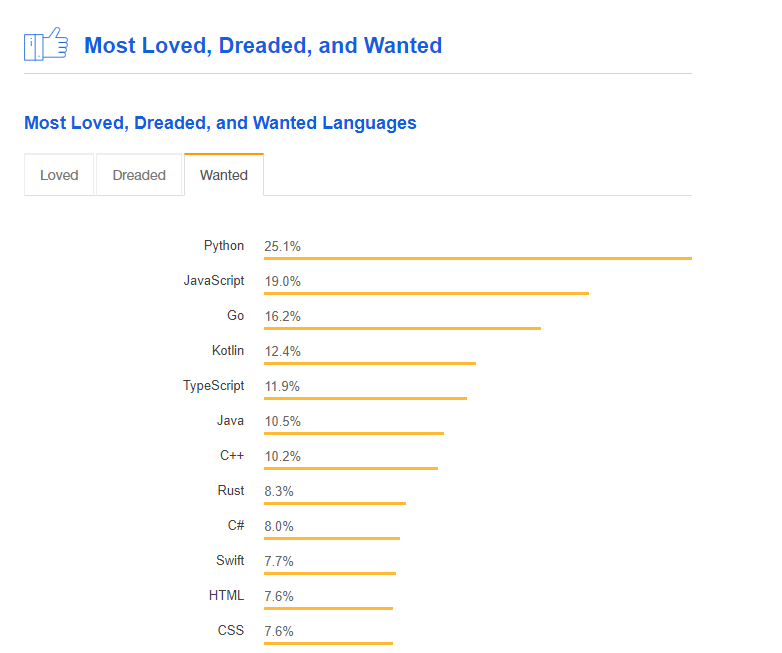 Most Loved, Dreaded, and Wanted
Most Loved, Dreaded, and Wanted Languages
Loved Dreaded Wanted
Python 25.1%
JavaScript 19.0%
Go 16.2%
Kotlin 12.4%
TypeScript 11.9%
Java 10.5%
C++ 10.2%
Rust 8.3%
C# 8.0%
Swift 7.7%
HTML 7.6%
CSS 7.6%